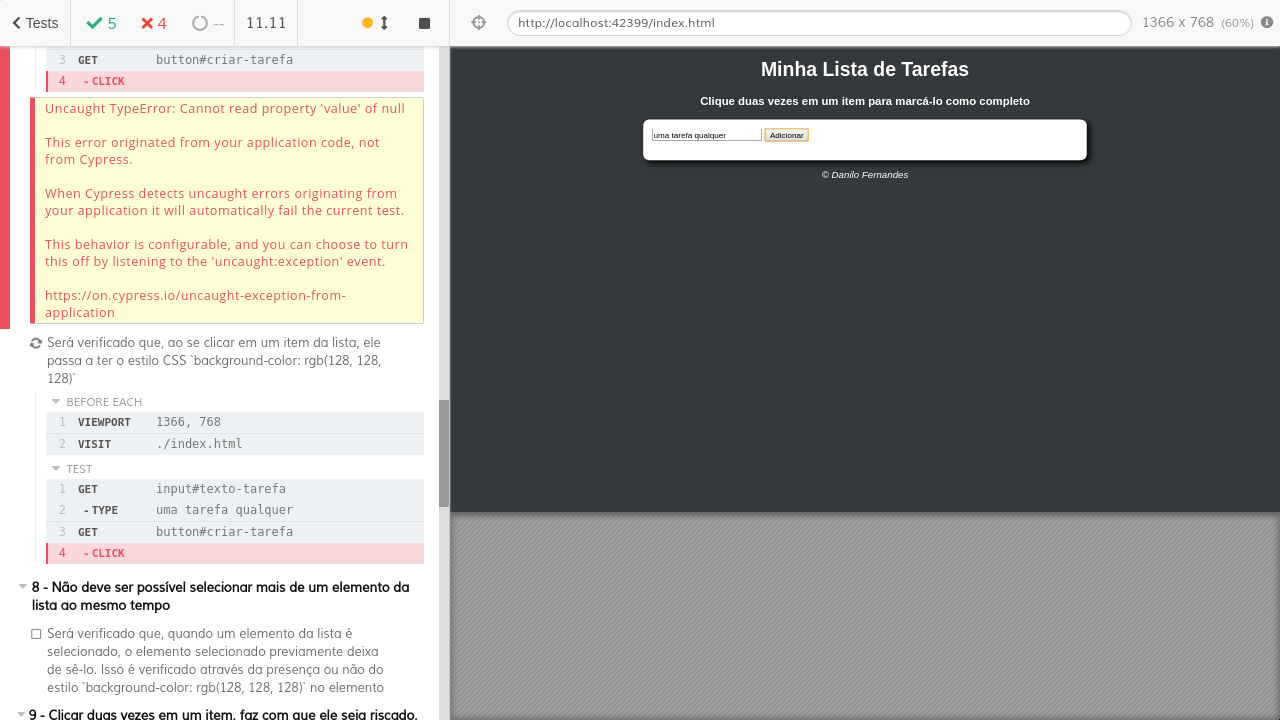 Tests
5
4
--
11.11
http://localhost:42399/index.html
1366 x 768 (60%)
3 GET button#criar-tarefa
4 - CLICK
Uncaught TypeError: Cannot read property 'value' of null
This error originated from your application code, not
from Cypress.
When Cypress detects uncaught errors originating from
your application it will automatically fail the current test.
This behavior is configurable, and you can choose to turn
this off by listening to the 'uncaught:exception' event.
https://on.cypress.io/uncaught-exception-from-
application
Será verificado que, ao se clicar em um item da lista, ele
passa a ter o estilo CSS `background-color: rgb(128, 128,
128)`
BEFORE EACH
1 VIEWPORT 1366, 768
2 VISIT ./index.html
TEST
1 GET input#texto-tarefa
2 - TYPE uma tarefa qualquer
3 GET button#criar-tarefa
4 - CLICK
8 - Não deve ser possível selecionar mais de um elemento da
lista ao mesmo tempo
Será verificado que, quando um elemento da lista é
selecionado, o elemento selecionado previamente deixa
de sê-lo. Isso é verificado através da presença ou não do
estilo `background-color: rgb(128, 128, 128)` no elemento
9 - Clicar duas vezes em um item, faz com que ele seja riscado,
Minha Lista de Tarefas
Clique duas vezes em um item para marcá-lo como completo
uma tarefa qualquer Adicionar
© Danilo Fernandes